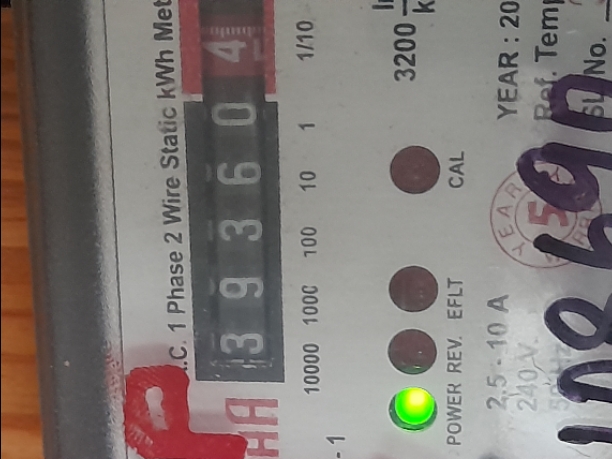 A.C. 1 Phase 2 Wire Static kWh Met
3 9 3 6 0 4
10000 1000 100 10 1 1/10
- 1
3200
POWER REV. EFLT CAL
2.5 - 10 A
YEAR : 20
240 V.
Ref. Temp
Sl. No.
YEAR
5